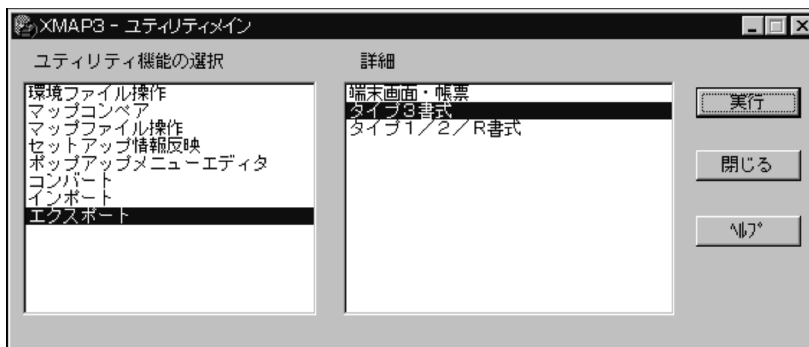 XMAP3 - ユティリティメイン
ユティリティ機能の選択
環境ファイル操作
マップコンペア
マップファイル操作
セットアップ情報反映
ポップアップメニューエディタ
コンバート
インポート
エクスポート
詳細
端末画面・帳票
タイプ3書式
タイプ1/2/R書式
実行
閉じる
ヘルプ